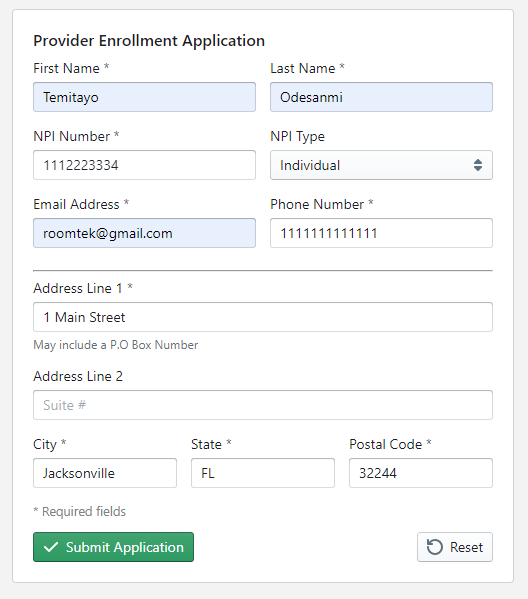 Provider Enrollment Application
First Name * Last Name *
Temitayo Odesanmi
NPI Number * NPI Type
1112223334 Individual
Email Address * Phone Number *
roomtek@gmail.com 1111111111111
Address Line 1 *
1 Main Street
May include a P.O Box Number
Address Line 2
Suite #
City * State * Postal Code *
Jacksonville FL 32244
* Required fields
Submit Application Reset